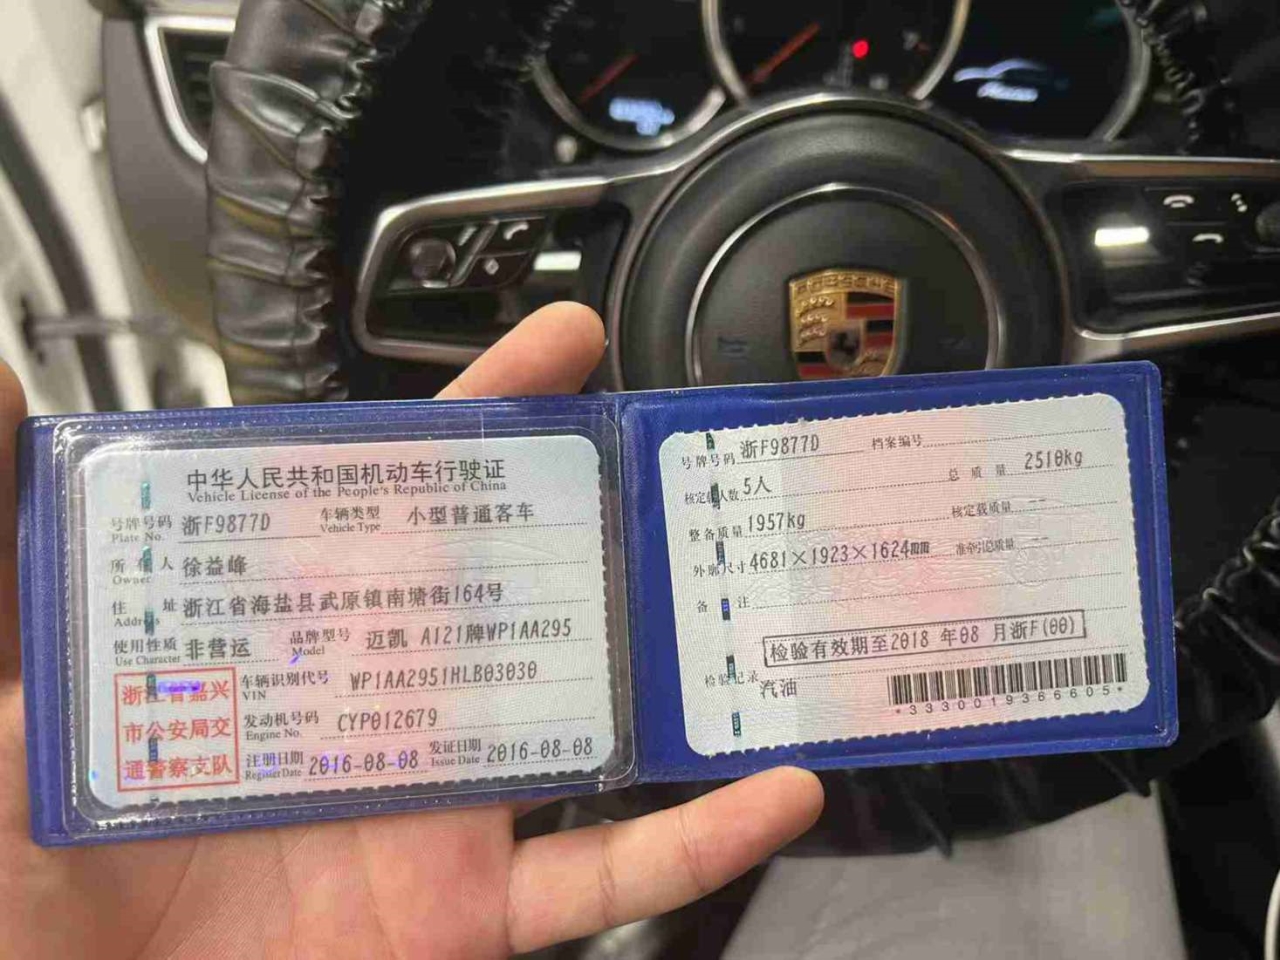 中华人民共和国机动车行驶证
Vehicle License of the People's Republic of China
号牌号码 浙F9877D 车辆类型 小型普通客车
Plate No. Vehicle Type
所 人 徐益峰
Owner
住 址 浙江省海盐县武原镇南塘街164号
Address
使用性质 非营运 品牌型号 迈凯 A121牌WP1AA295
Use Character Model
车辆识别代号 WP1AA2951HLB03030
VIN
发动机号码 CYP012679
Engine No.
注册日期 2016-08-08 发证日期 2016-08-08
Register Date Issue Date
浙江省嘉兴
市公安局交
通警察支队
号牌号码 浙F9877D 档案编号
核定载人数 5人 总质量 2510kg
整备质量 1957kg 核定载质量 --
外廓尺寸 4681×1923×1624mm 准牵引总质量 --
备 注
检验有效期至2018 年08 月浙F(00)
检验记录
汽油
*3330019366605*